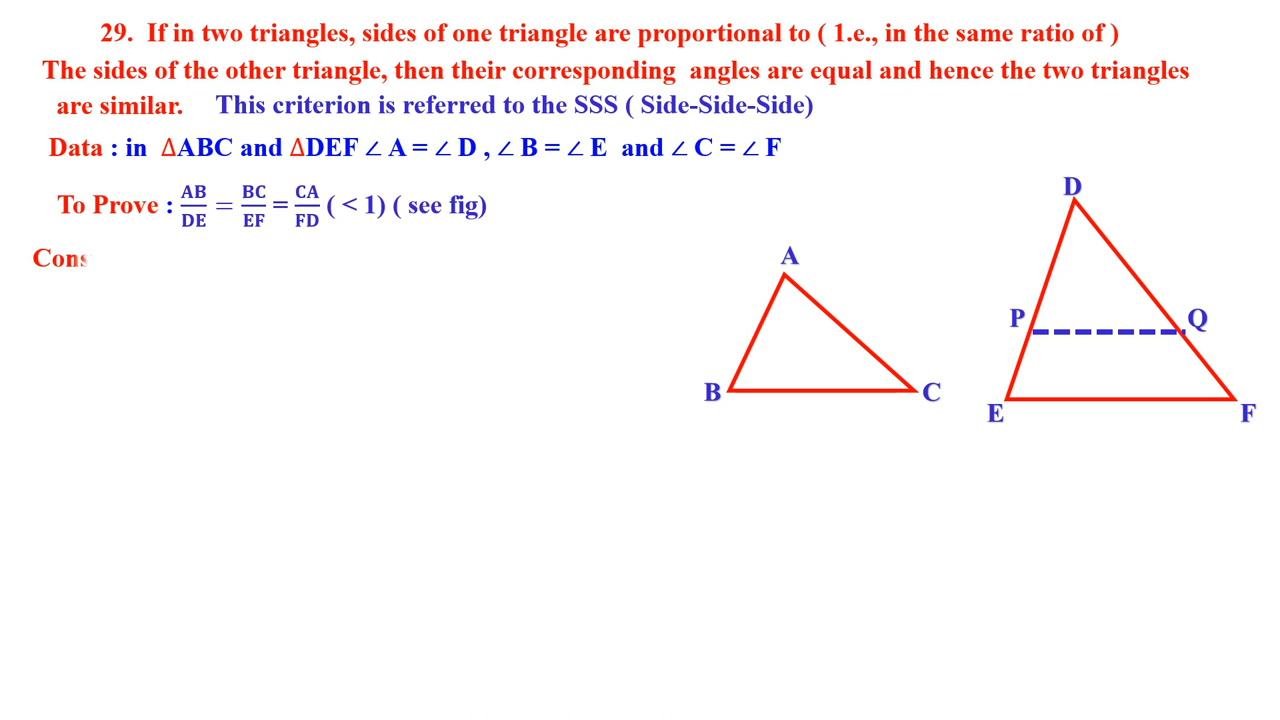 29. If in two triangles, sides of one triangle are proportional to ( 1.e., in the same ratio of )
The sides of the other triangle, then their corresponding angles are equal and hence the two triangles
are similar. This criterion is referred to the SSS ( Side-Side-Side)
Data : in ∆ABC and ∆DEF ∠ A = ∠ D , ∠ B = ∠ E and ∠ C = ∠ F
To Prove : AB/DE = BC/EF = CA/FD ( < 1) ( see fig)
Cons
D
A
P
Q
B
C
E
F